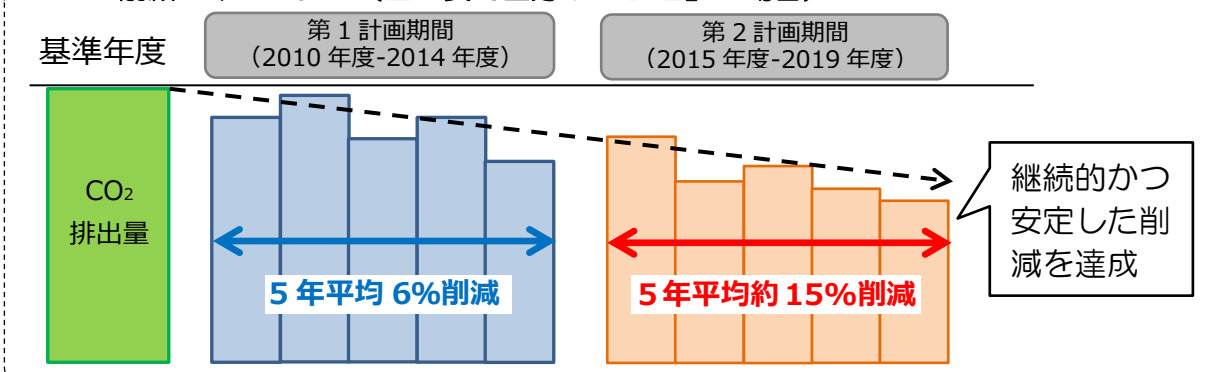 基準年度
第１計画期間
（2010 年度-2014 年度）
第２計画期間
（2015 年度-2019 年度）
CO₂
排出量
５年平均 6%削減
５年平均約 15%削減
継続的かつ
安定した削
減を達成